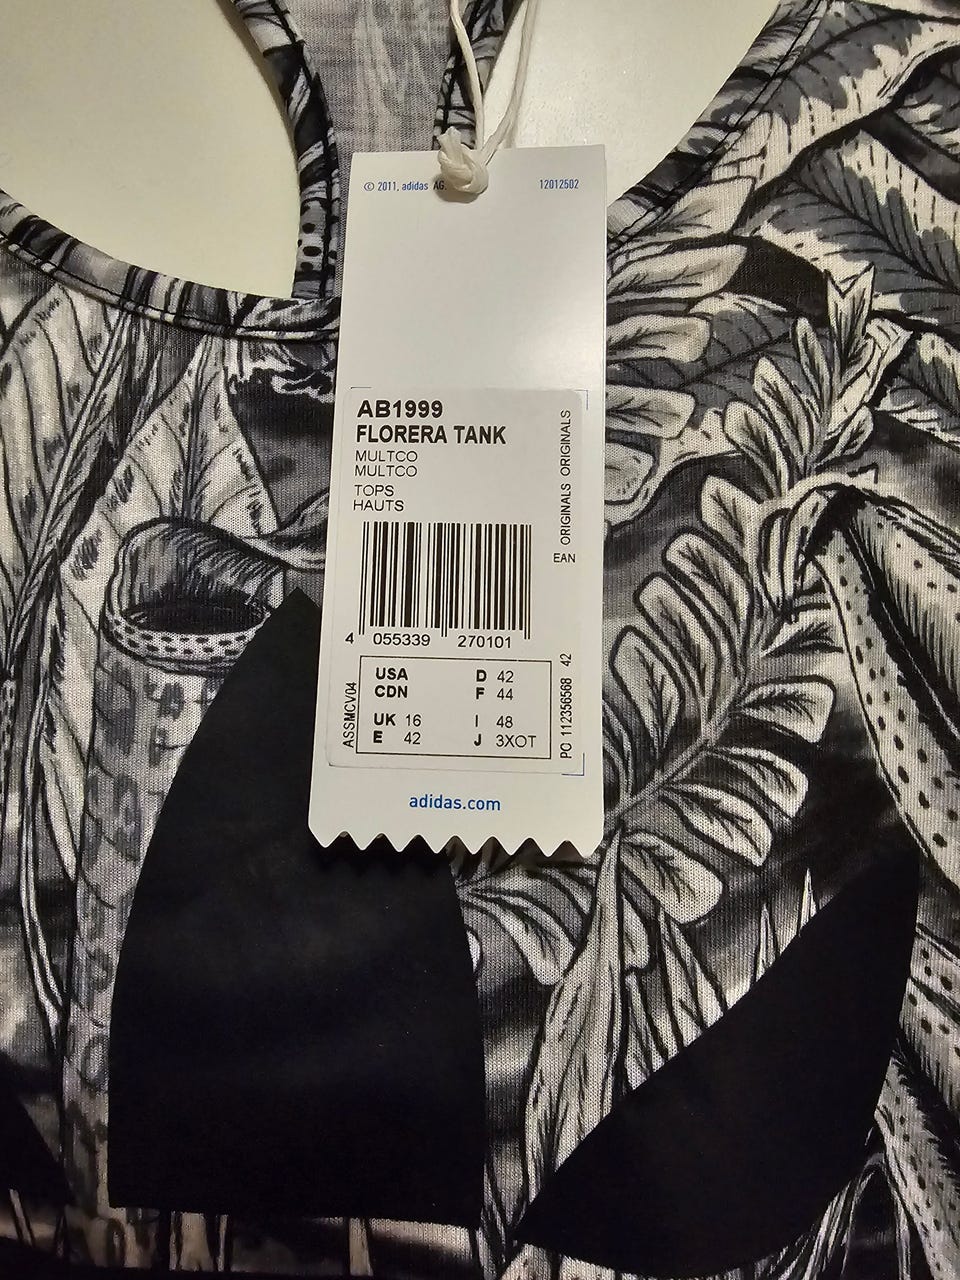 © 2011, adidas AG.
12012502
AB1999
FLORERA TANK
MULTCO
MULTCO
TOPS
HAUTS
ORIGINALS ORIGINALS
EAN
4 055339 270101
USA
CDN
UK 16
E 42
D 42
F 44
I 48
J 3XOT
ASSMCV04
PO 112356568 42
adidas.com